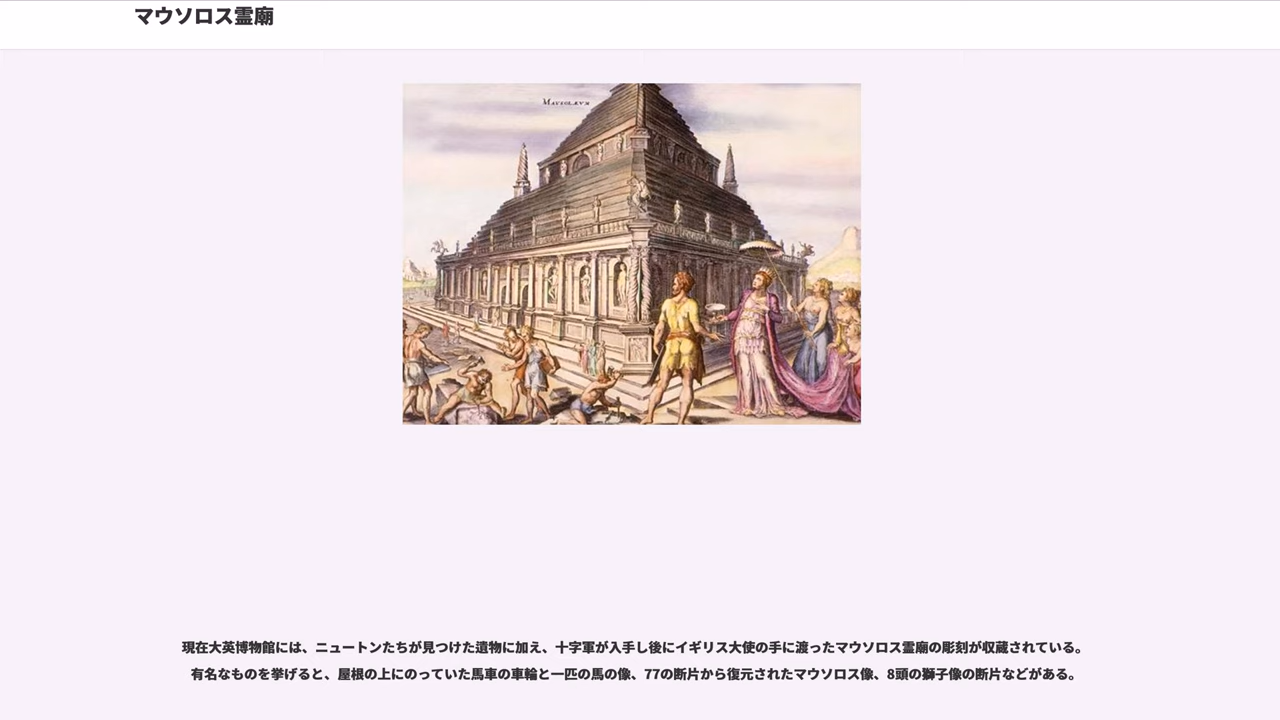 マウソロス霊廟
MAUSOLÆVM
現在大英博物館には、ニュートンたちが見つけた遺物に加え、十字軍が入手し後にイギリス大使の手に渡ったマウソロス霊廟の彫刻が収蔵されている。
有名なものを挙げると、屋根の上にのっていた馬車の車輪と一匹の馬の像、77の断片から復元されたマウソロス像、8頭の獅子像の断片などがある。